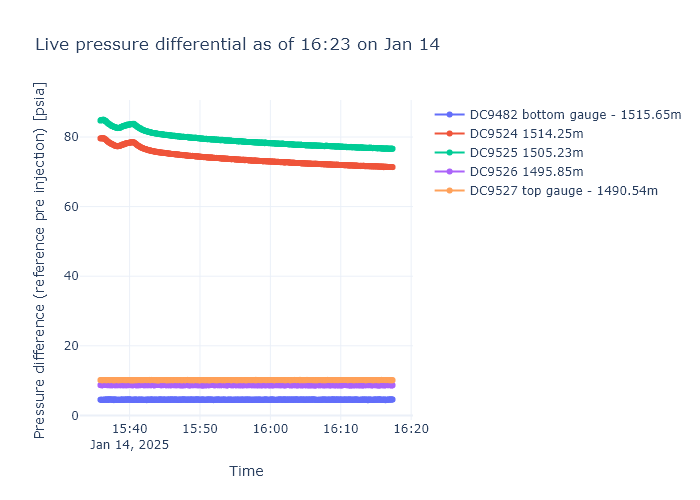 Live pressure differential as of 16:23 on Jan 14
Pressure difference (reference pre injection) [psia]
80
60
40
20
0
15:40
Jan 14, 2025
15:50
16:00
16:10
16:20
Time
DC9482 bottom gauge - 1515.65m
DC9524 1514.25m
DC9525 1505.23m
DC9526 1495.85m
DC9527 top gauge - 1490.54m